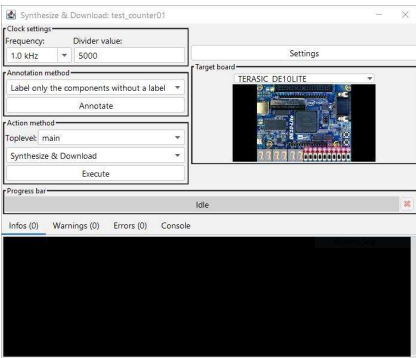 Synthesize & Download: test_counter01
Clock settings
Frequency: Divider value:
1.0 kHz 5000
Settings
Annotation method
Label only the components without a label
Annotate
Target board
TERASIC_DE10LITE
Action method
Toplevel: main
Synthesize & Download
Execute
Progress bar
Idle
Infos (0) Warnings (0) Errors (0) Console